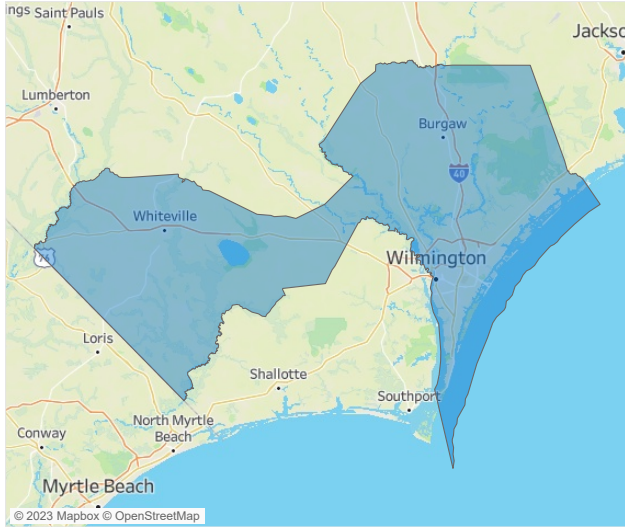 ngs Saint Pauls
Jackso
Lumberton
Burgaw
40
Whiteville
76
Wilmington
Loris
Shallotte
Southport
North Myrtle
Beach
Conway
Myrtle Beach
© 2023 Mapbox © OpenStreetMap